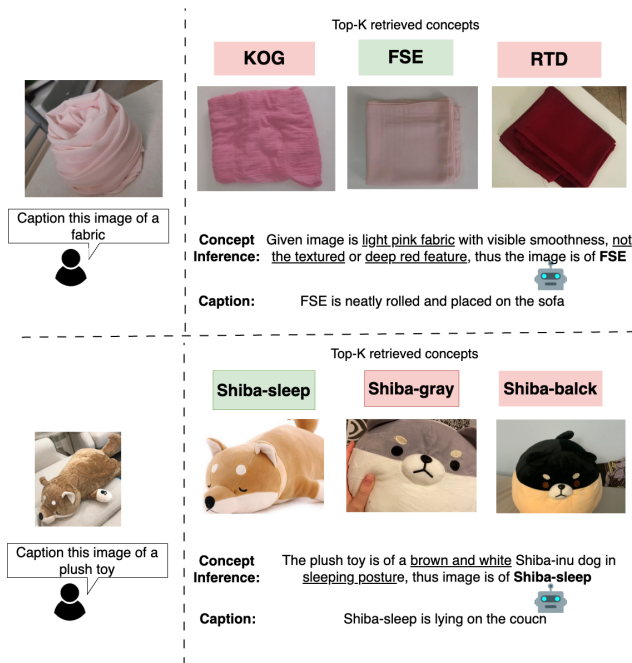 Top-K retrieved concepts
KOG
FSE
RTD
Caption this image of a
fabric
Concept Inference: Given image is light pink fabric with visible smoothness, not
the textured or deep red feature, thus the image is of FSE
Caption: FSE is neatly rolled and placed on the sofa
Top-K retrieved concepts
Shiba-sleep
Shiba-gray
Shiba-balck
Caption this image of a
plush toy
Concept Inference: The plush toy is of a brown and white Shiba-inu dog in
sleeping posture, thus image is of Shiba-sleep
Caption: Shiba-sleep is lying on the coucn